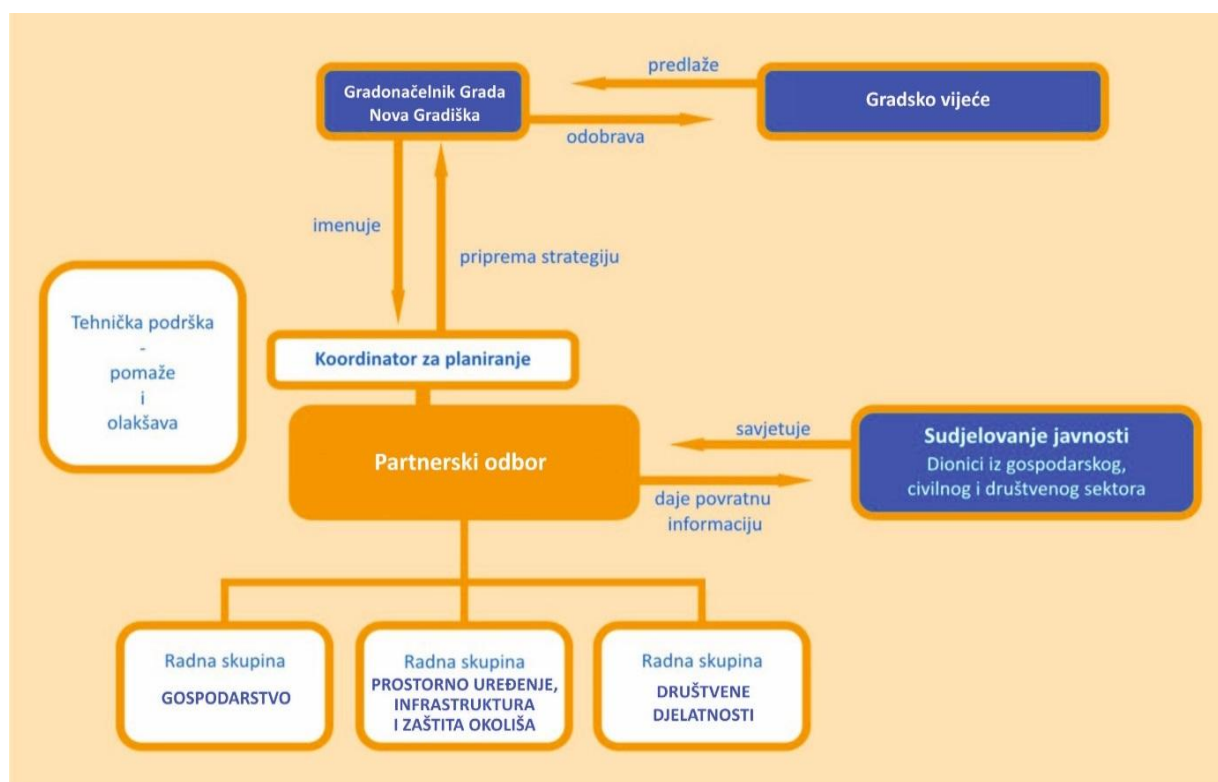 predlaže
Gradonačelnik Grada
Nova Gradiška
Gradsko vijeće
odobrava
imenuje
priprema strategiju
Tehnička podrška
-
pomaže
i
olakšava
Koordinator za planiranje
Partnerski odbor
savjetuje
Sudjelovanje javnosti
Dionici iz gospodarskog,
civilnog i društvenog sektora
daje povratnu
informaciju
Radna skupina
GOSPODARSTVO
Radna skupina
PROSTORNO UREĐENJE,
INFRASTRUKTURA
I ZAŠTITA OKOLIŠA
Radna skupina
DRUŠTVENE
DJELATNOSTI